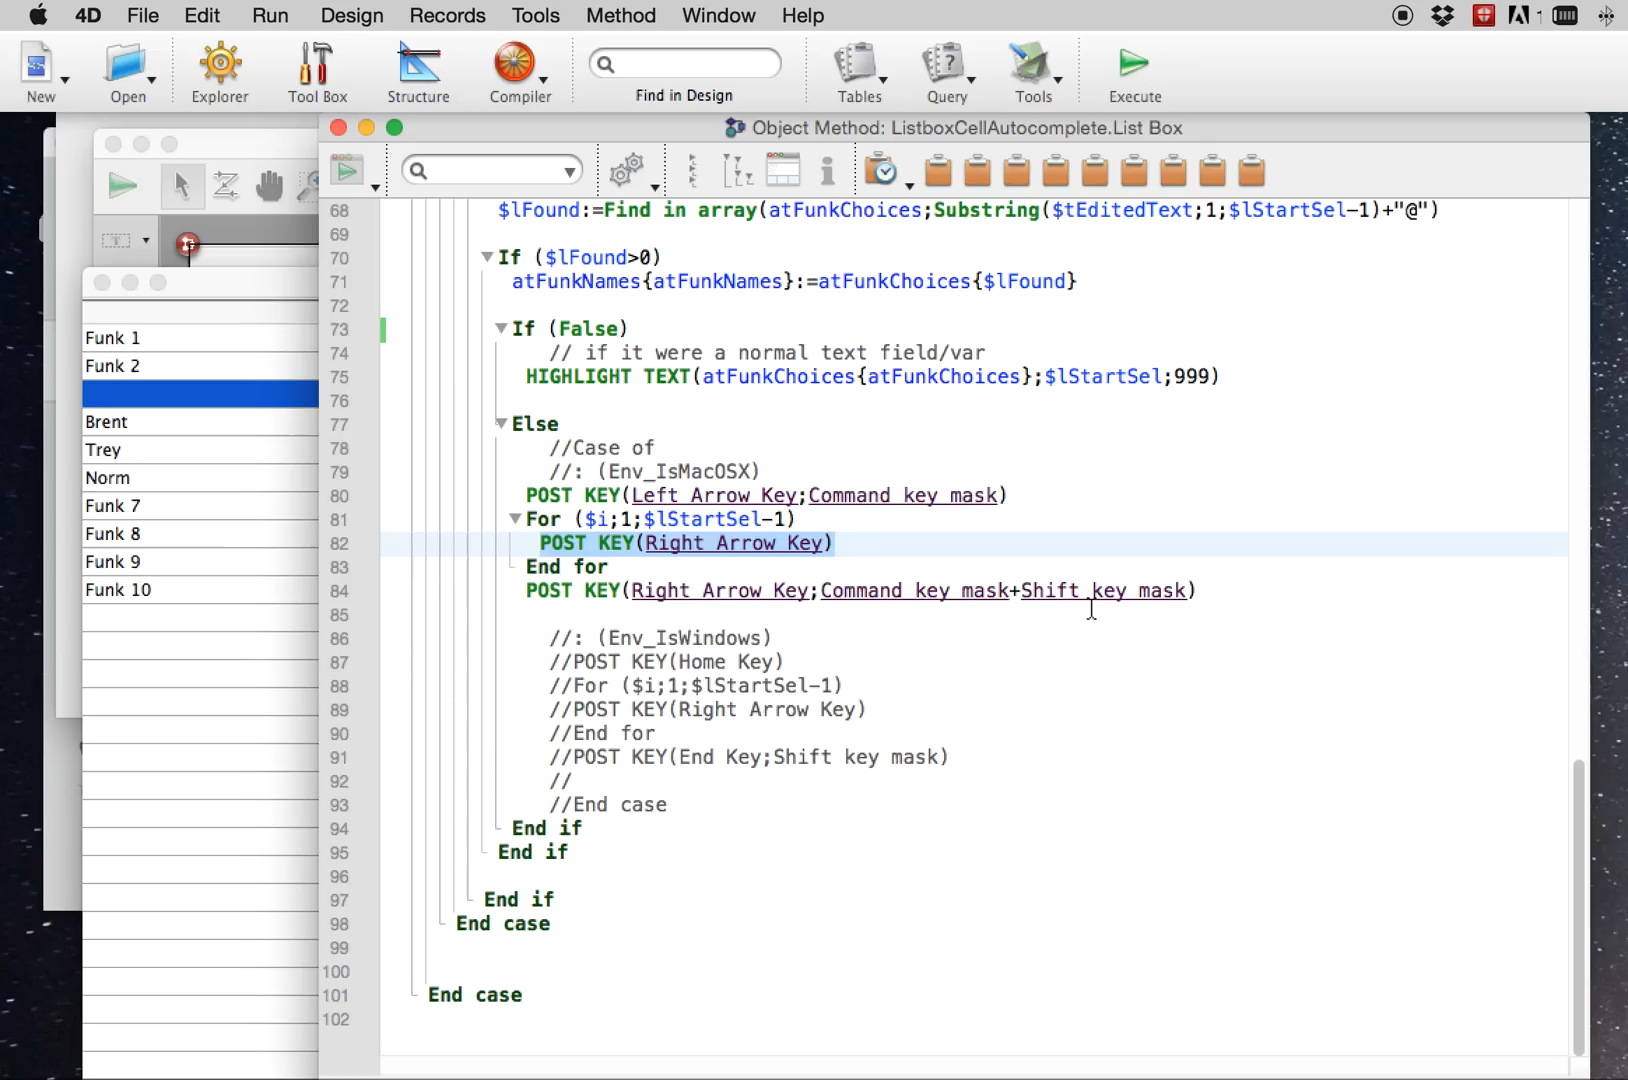 4D File Edit Run Design Records Tools Method Window Help 1
New Open Explorer Tool Box Structure Compiler Find in Design Tables Query Tools Execute
Object Method: ListboxCellAutocomplete.List Box
68 $lFound:=Find in array(atFunkChoices;Substring($tEditedText;1;$lStartSel-1)+"@")
69
70 If ($lFound>0)
71 atFunkNames{atFunkNames}:=atFunkChoices{$lFound}
72
73 If (False)
74 // if it were a normal text field/var
75 HIGHLIGHT TEXT(atFunkChoices{atFunkChoices};$lStartSel;999)
76
77 Else
78 //Case of
79 //: (Env_IsMacOSX)
80 POST KEY(Left Arrow Key;Command key mask)
81 For ($i;1;$lStartSel-1)
82 POST KEY(Right Arrow Key)
83 End for
84 POST KEY(Right Arrow Key;Command key mask+Shift key mask)
85
86 //: (Env_IsWindows)
87 //POST KEY(Home Key)
88 //For ($i;1;$lStartSel-1)
89 //POST KEY(Right Arrow Key)
90 //End for
91 //POST KEY(End Key;Shift key mask)
92 //
93 //End case
94 End if
95 End if
96
97 End if
98 End case
99
100
101 End case
102
Funk 1
Funk 2
Brent
Trey
Norm
Funk 7
Funk 8
Funk 9
Funk 10